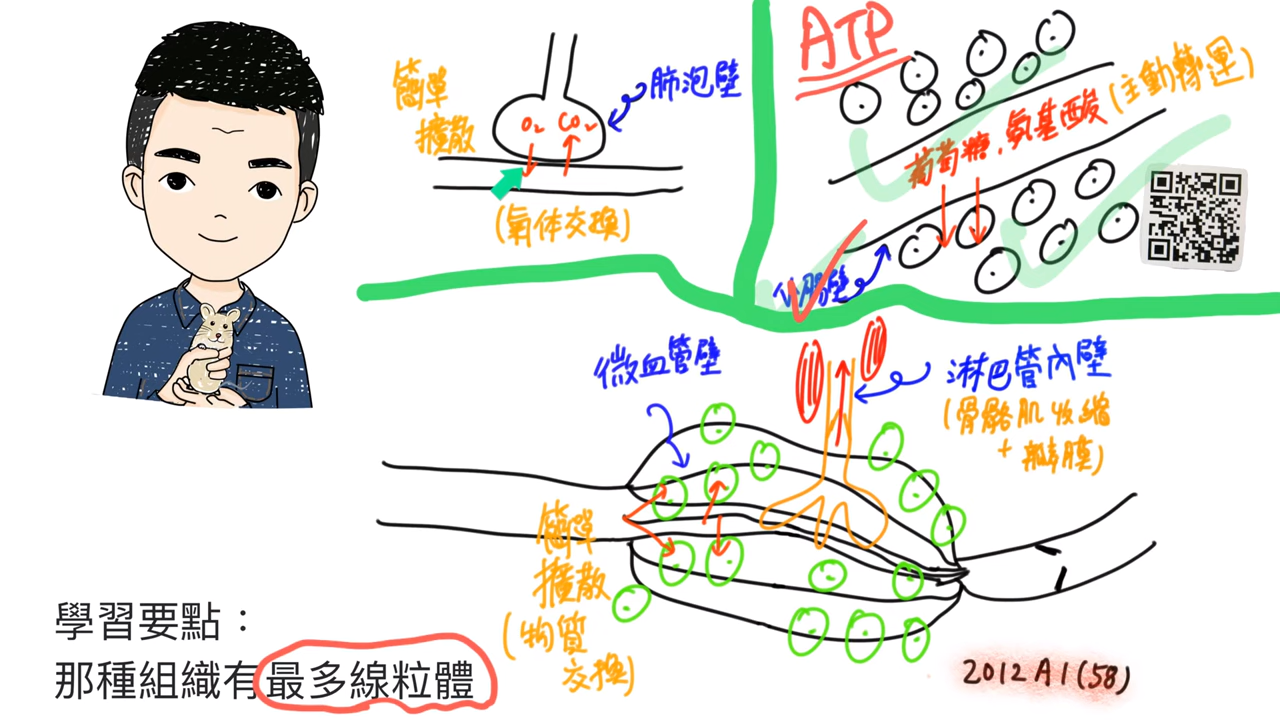 簡單
擴散
O₂ CO₂
肺泡壁
(氣体交換)
ATP
(主動轉運)
葡萄糖，氨基酸
小腸壁
微血管壁
淋巴管內壁
(骨骼肌收縮
+ 瓣膜)
簡單
擴散
(物質
交換)
學習要點：
那種組織有最多線粒體
2012 A1 (58)